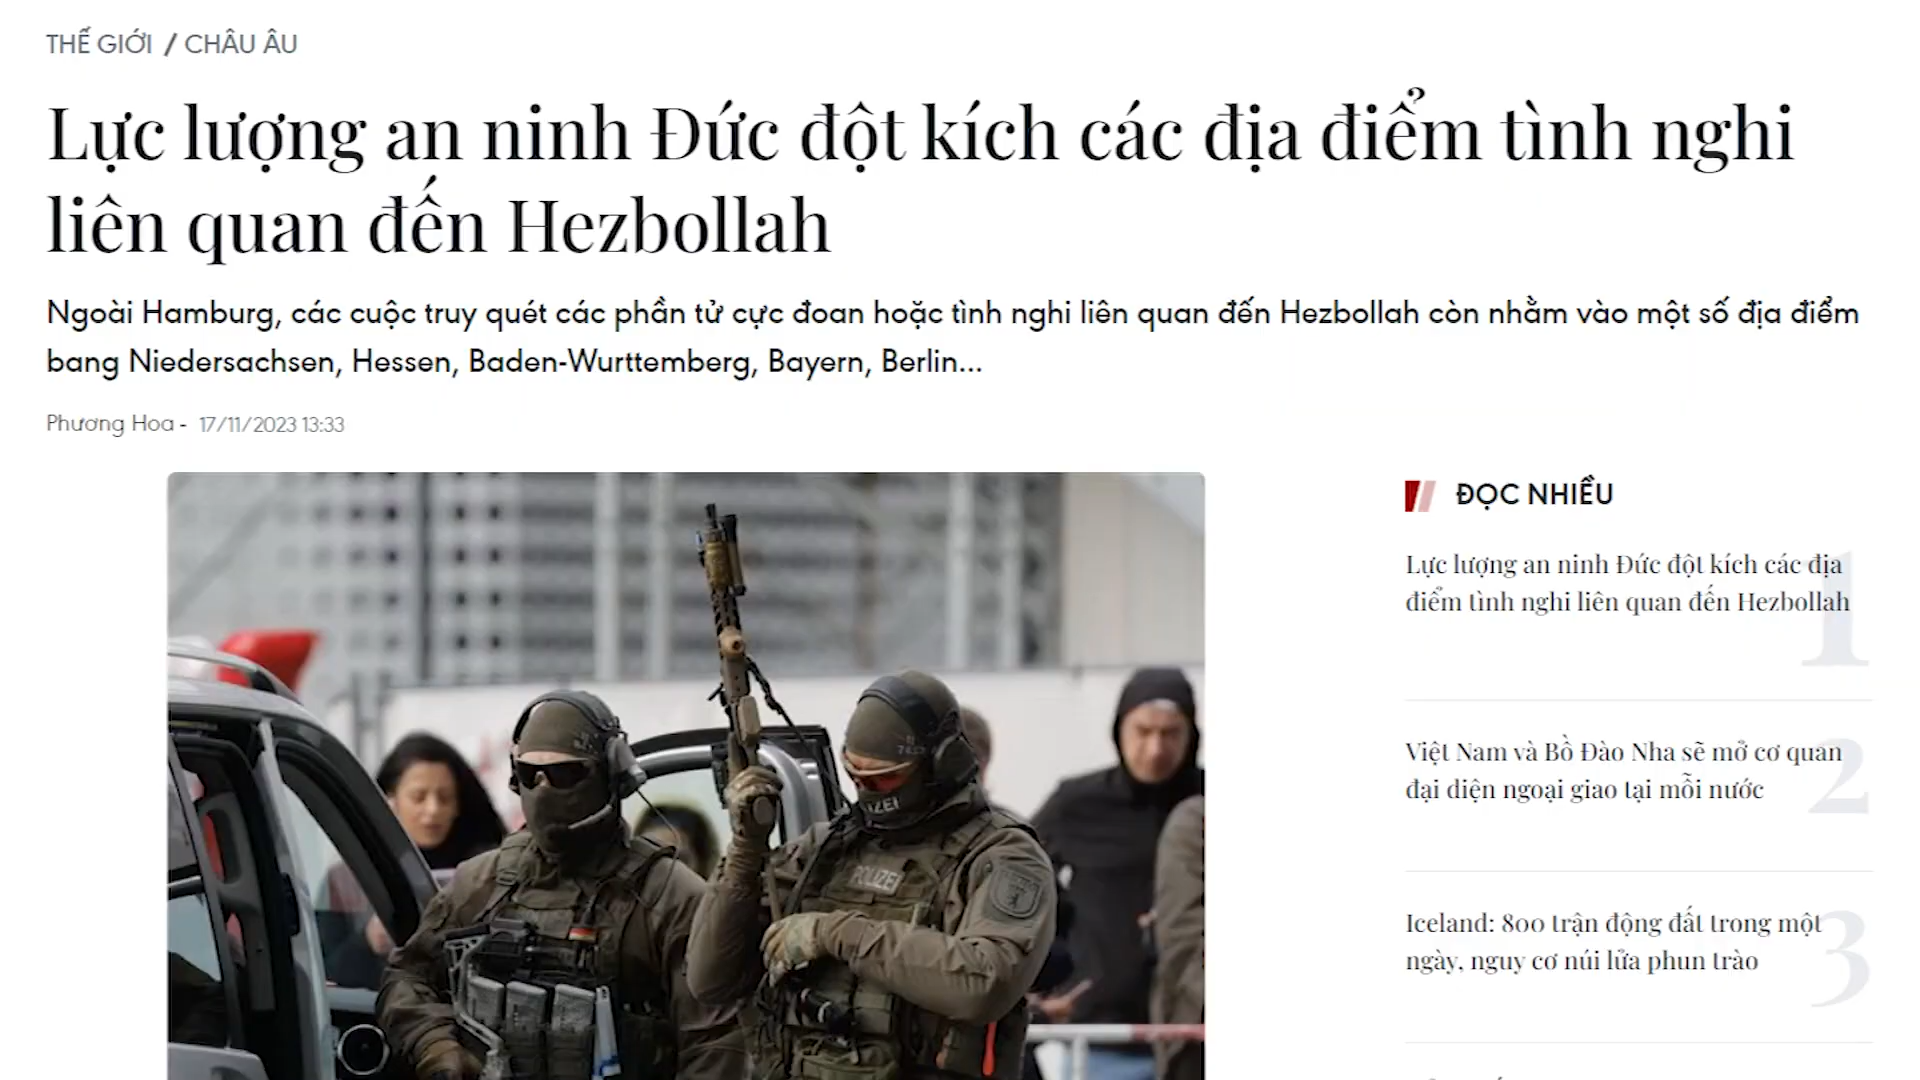 THẾ GIỚI / CHÂU ÂU
Lực lượng an ninh Đức đột kích các địa điểm tình nghi
liên quan đến Hezbollah
Ngoài Hamburg, các cuộc truy quét các phần tử cực đoan hoặc tình nghi liên quan đến Hezbollah còn nhằm vào một số địa điểm
bang Niedersachsen, Hessen, Baden-Wurttemberg, Bayern, Berlin...
Phương Hoa - 17/11/2023 13:33
ĐỌC NHIỀU
Lực lượng an ninh Đức đột kích các địa
điểm tình nghi liên quan đến Hezbollah
1
Việt Nam và Bồ Đào Nha sẽ mở cơ quan
đại diện ngoại giao tại mỗi nước
2
Iceland: 800 trận động đất trong một
ngày, nguy cơ núi lửa phun trào
3
POLIZEI